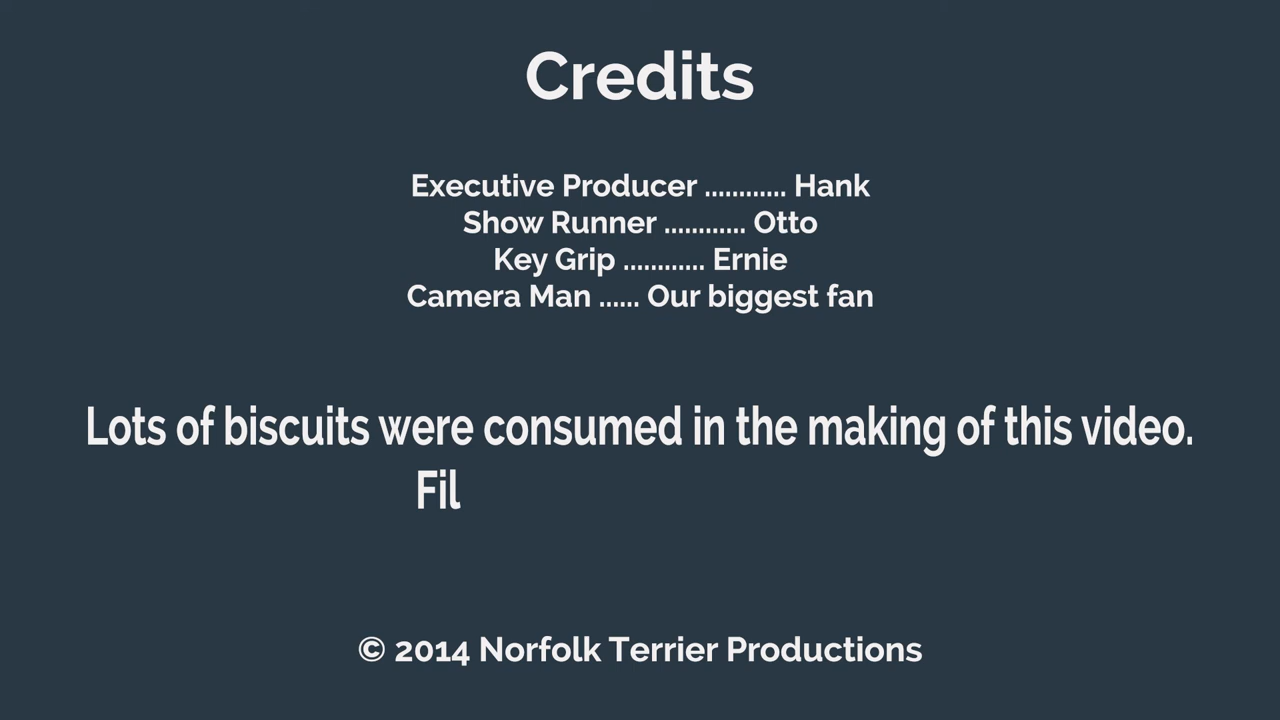 Credits
Executive Producer ............ Hank
Show Runner ............ Otto
Key Grip ............ Ernie
Camera Man ...... Our biggest fan
Lots of biscuits were consumed in the making of this video.
Fil
© 2014 Norfolk Terrier Productions